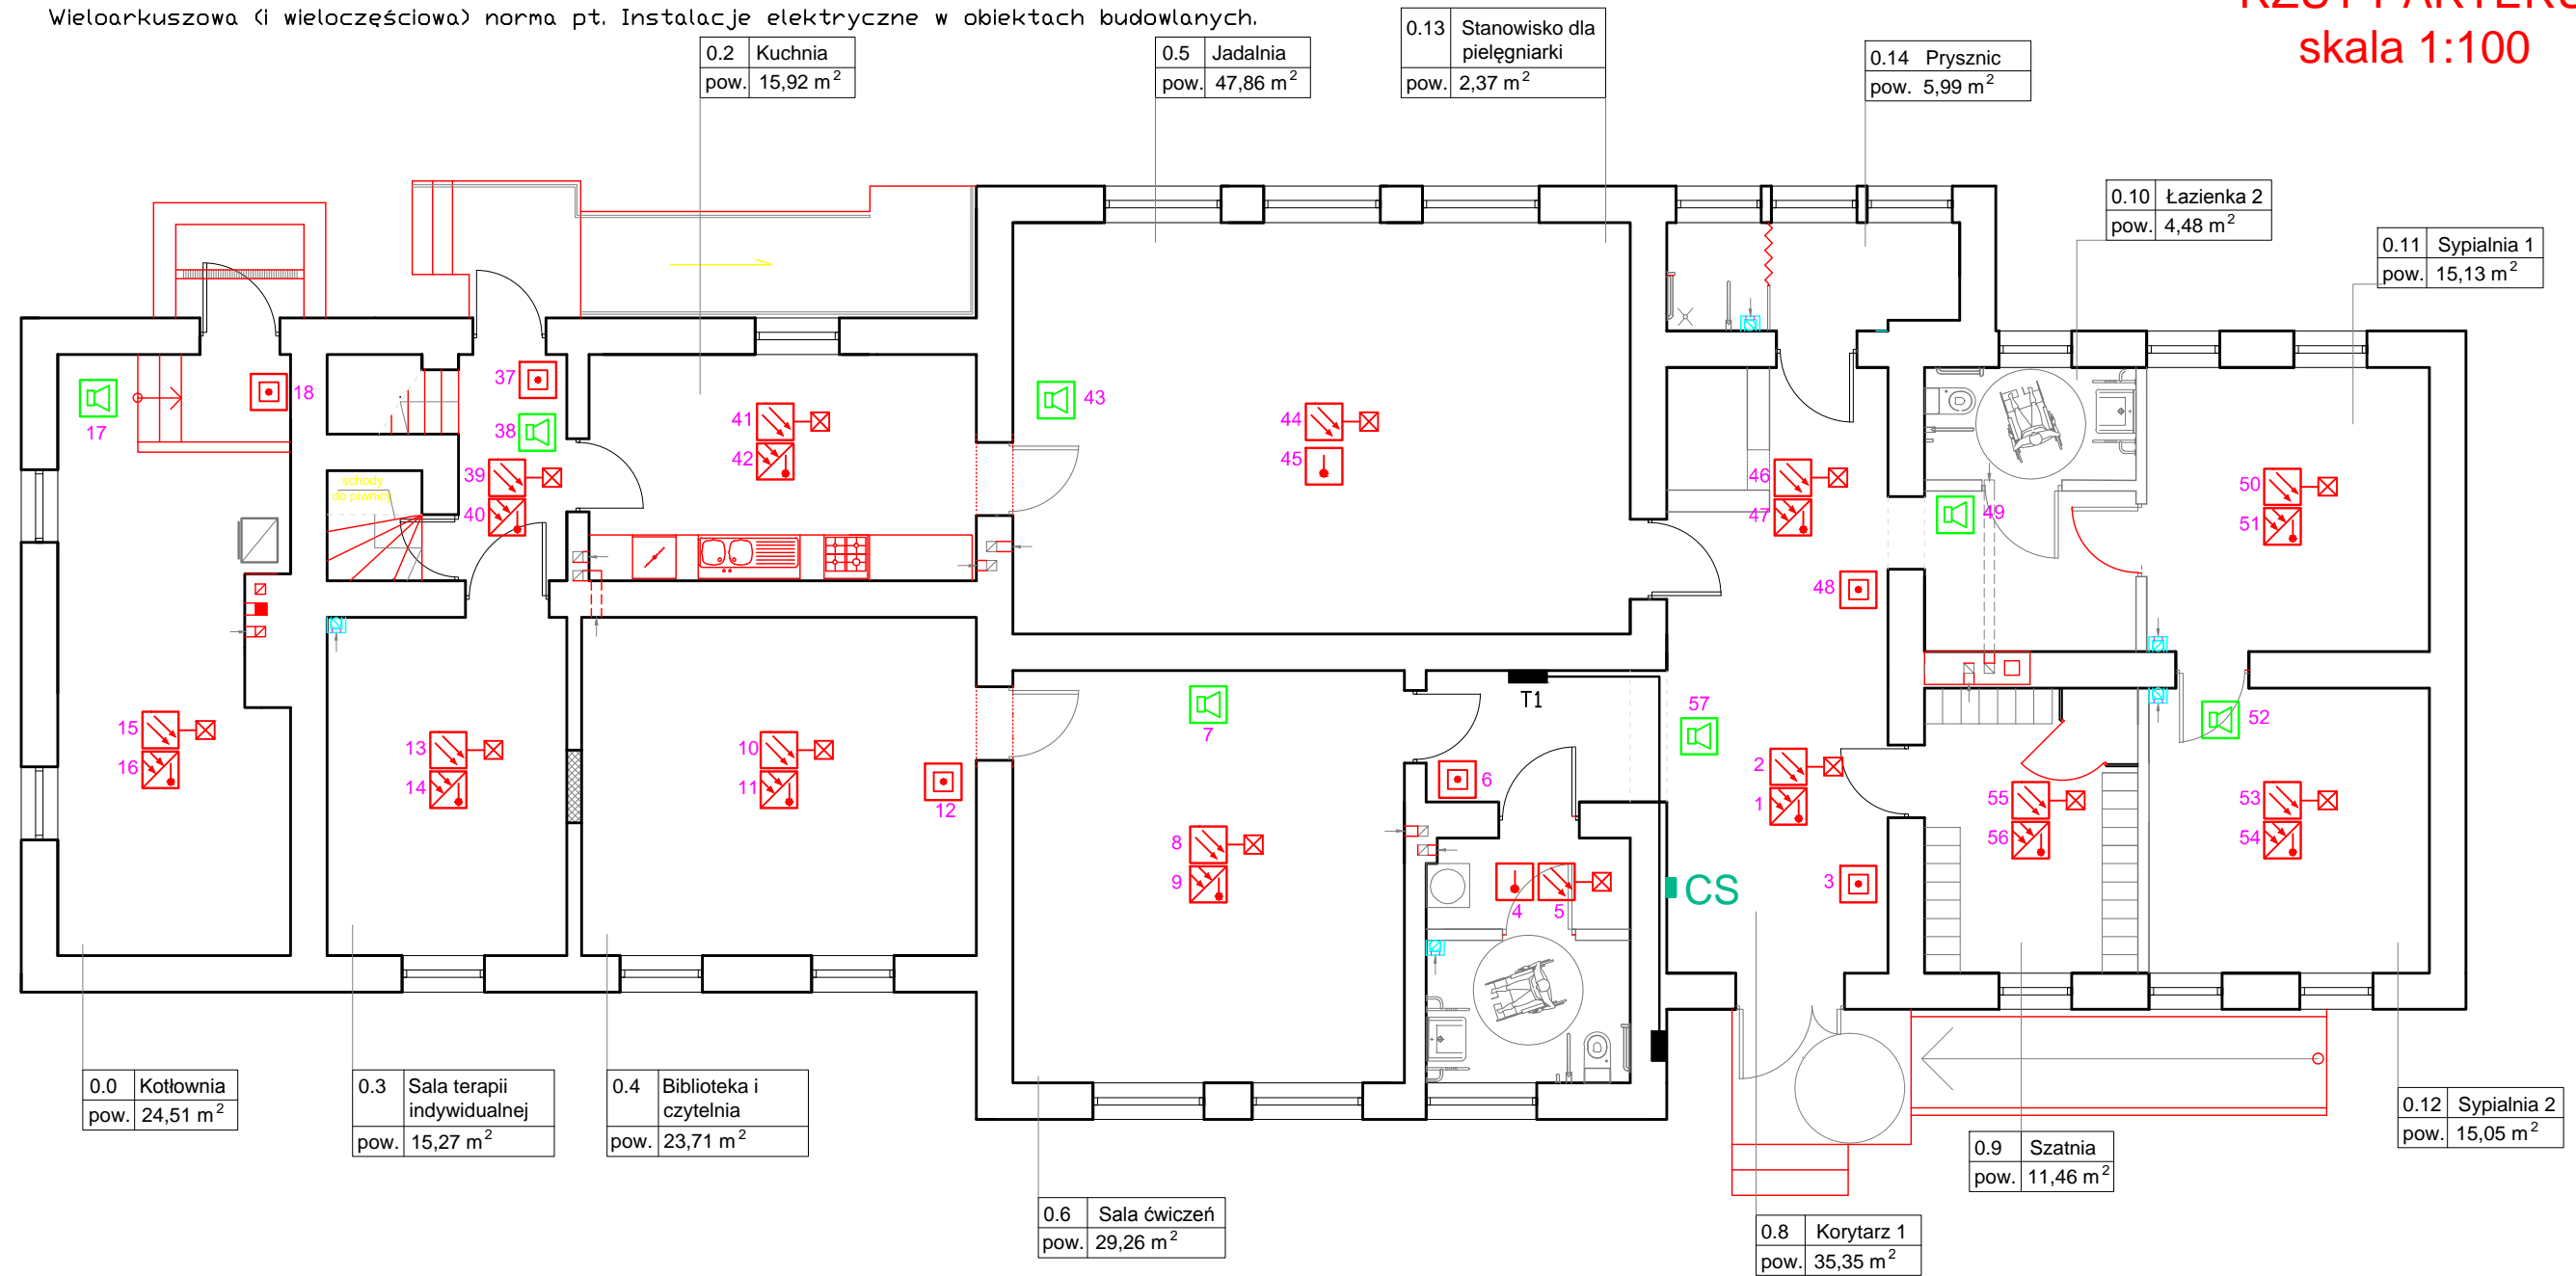 Wieloarkuszowa (i wieloczęściowa) norma pt. Instalacje elektryczne w obiektach budowlanych.
skala 1:100
0.2 Kuchnia
pow. 15,92 m²
0.5 Jadalnia
pow. 47,86 m²
0.13 Stanowisko dla
pielęgniarki
pow. 2,37 m²
0.14 Prysznic
pow. 5,99 m²
0.10 Łazienka 2
pow. 4,48 m²
0.11 Sypialnia 1
pow. 15,13 m²
17
18
37
38
39
40
41
42
43
44
45
46
47
48
49
50
51
schody
do piwnicy
15
16
13
14
10
11
12
7
8
9
T1
6
4
5
57
2
1
3
CS
52
53
54
55
56
0.0 Kotłownia
pow. 24,51 m²
0.3 Sala terapii
indywidualnej
pow. 15,27 m²
0.4 Biblioteka i
czytelnia
pow. 23,71 m²
0.6 Sala ćwiczeń
pow. 29,26 m²
0.8 Korytarz 1
pow. 35,35 m²
0.9 Szatnia
pow. 11,46 m²
0.12 Sypialnia 2
pow. 15,05 m²